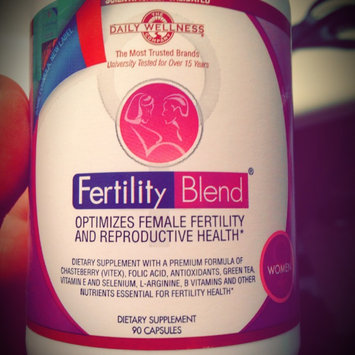 THE
DAILY WELLNESS
COMPANY
The Most Trusted Brands
University Tested for Over 15 Years
Fertility Blend®
OPTIMIZES FEMALE FERTILITY
AND REPRODUCTIVE HEALTH*
WOMEN
DIETARY SUPPLEMENT WITH A PREMIUM FORMULA OF
CHASTEBERRY (VITEX), FOLIC ACID, ANTIOXIDANTS, GREEN TEA,
VITAMIN E AND SELENIUM, L-ARGININE, B VITAMINS AND OTHER
NUTRIENTS ESSENTIAL FOR FERTILITY HEALTH*
DIETARY SUPPLEMENT
90 CAPSULES